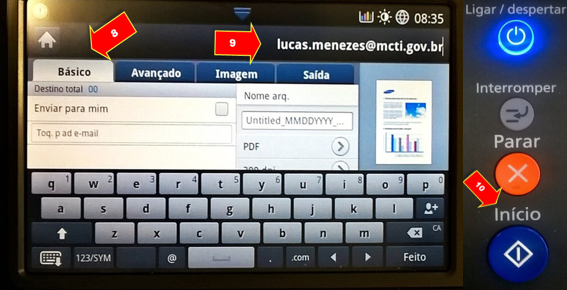 Ligar / despertar
08:35
8
9
lucas.menezes@mcti.gov.br
Básico
Avançado
Imagem
Saída
Destino total 00
Nome arq.
Enviar para mim
Untitled_MMDDYYYY_...
Toq. p ad e-mail
PDF
Interromper
Parar
10
Início
q 1 w 2 e 3 r 4 t 5 y 6 u 7 i 8 o 9 p 0
a s d f g h j k l
z x c v b n m CA
123/SYM @ - . .com Feito